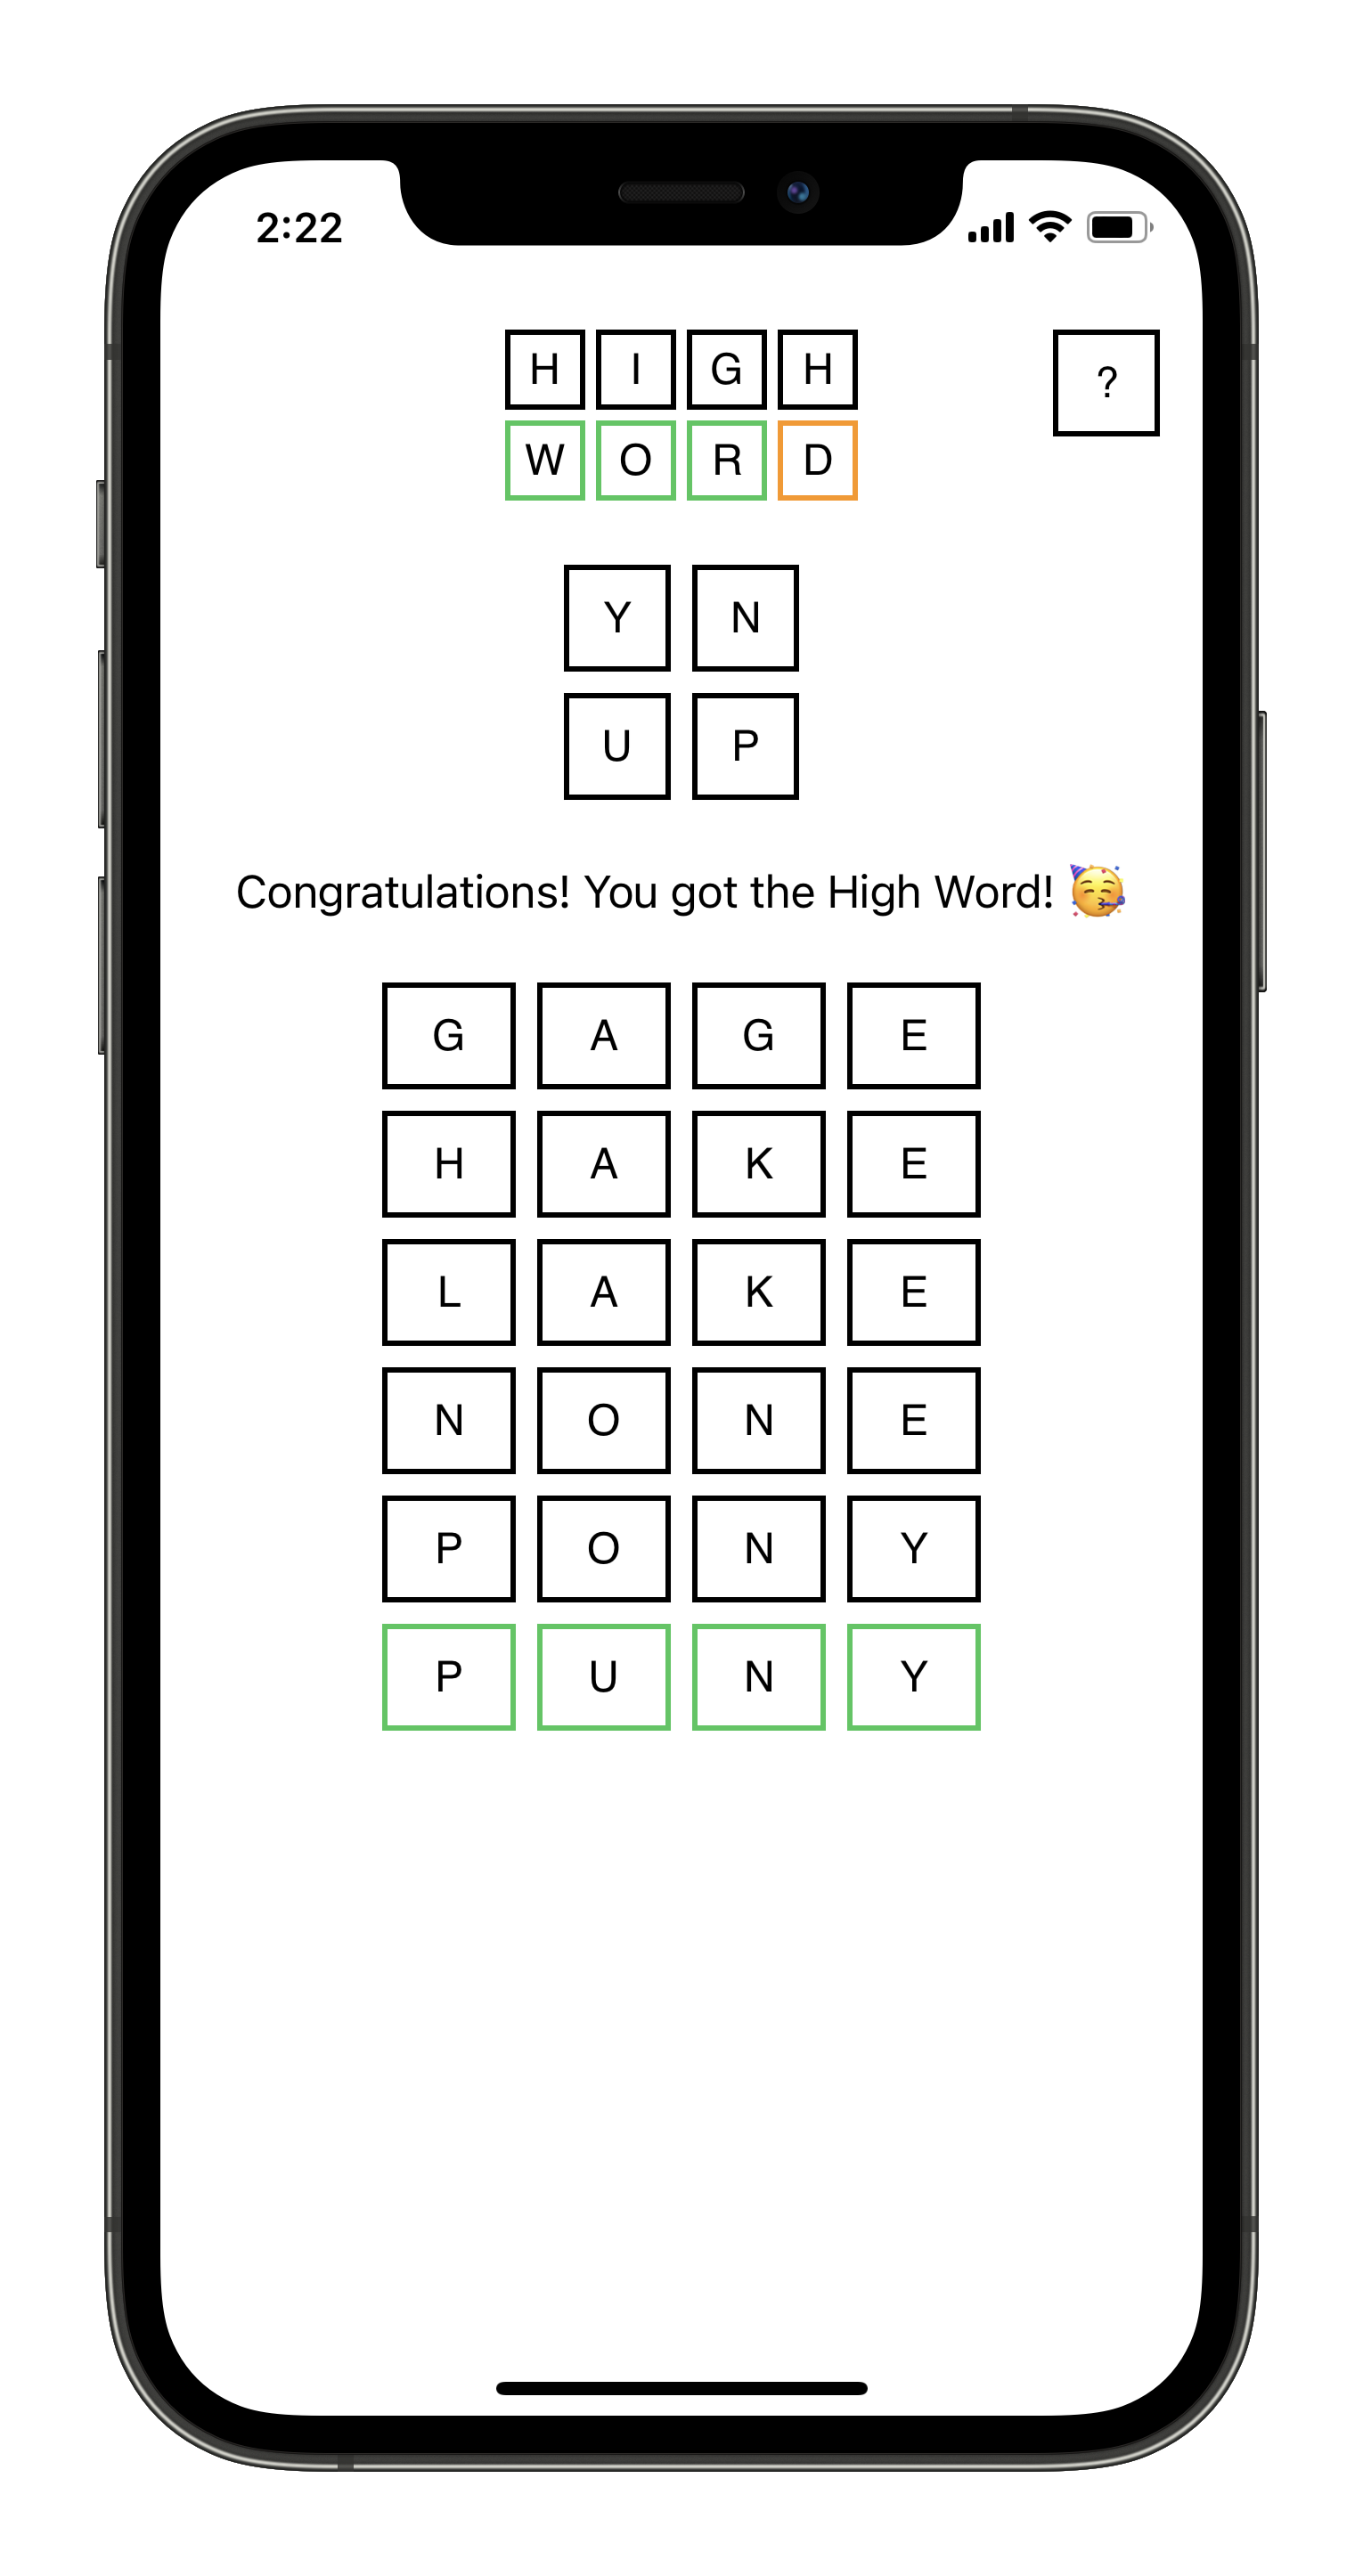 2:22
H I G H
?
W O R D
Y N
U P
Congratulations! You got the High Word! 🥳
G A G E
H A K E
L A K E
N O N E
P O N Y
P U N Y